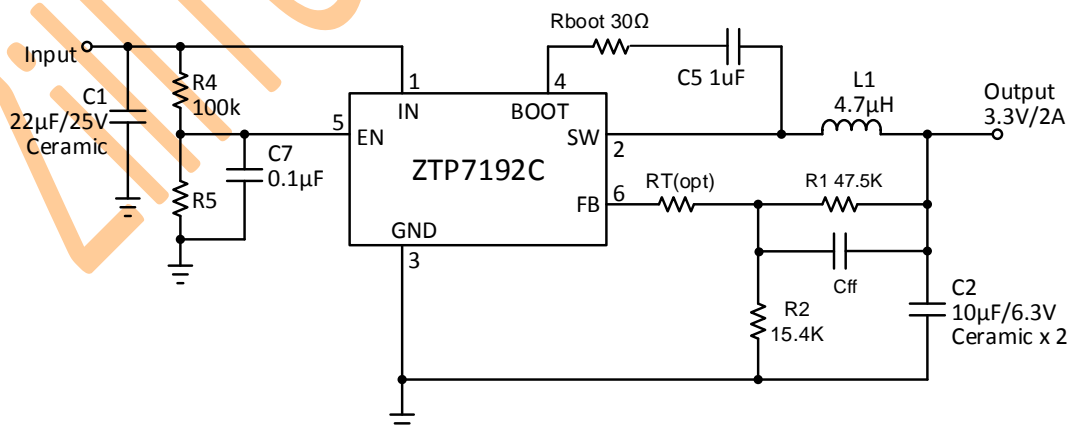 Rboot 30Ω
C5 1uF
Input
C1
22µF/25V
Ceramic
R4
100k
R5
C7
0.1µF
1
IN
4
BOOT
5
EN
SW
2
ZTP7192C
FB
6
GND
3
L1
4.7µH
Output
3.3V/2A
RT(opt)
R1 47.5K
Cff
R2
15.4K
C2
10µF/6.3V
Ceramic x 2